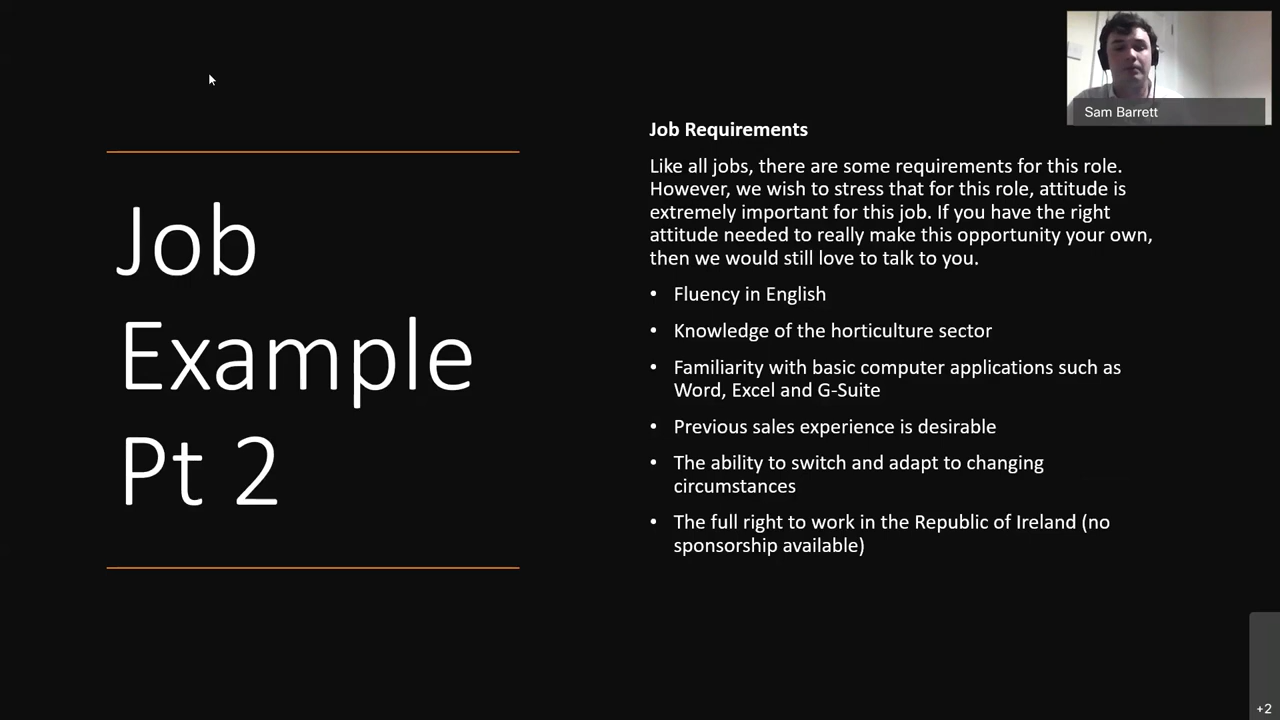 Sam Barrett
Job
Example
Pt 2
Job Requirements
Like all jobs, there are some requirements for this role.
However, we wish to stress that for this role, attitude is
extremely important for this job. If you have the right
attitude needed to really make this opportunity your own,
then we would still love to talk to you.
• Fluency in English
• Knowledge of the horticulture sector
• Familiarity with basic computer applications such as
Word, Excel and G-Suite
• Previous sales experience is desirable
• The ability to switch and adapt to changing
circumstances
• The full right to work in the Republic of Ireland (no
sponsorship available)
+2